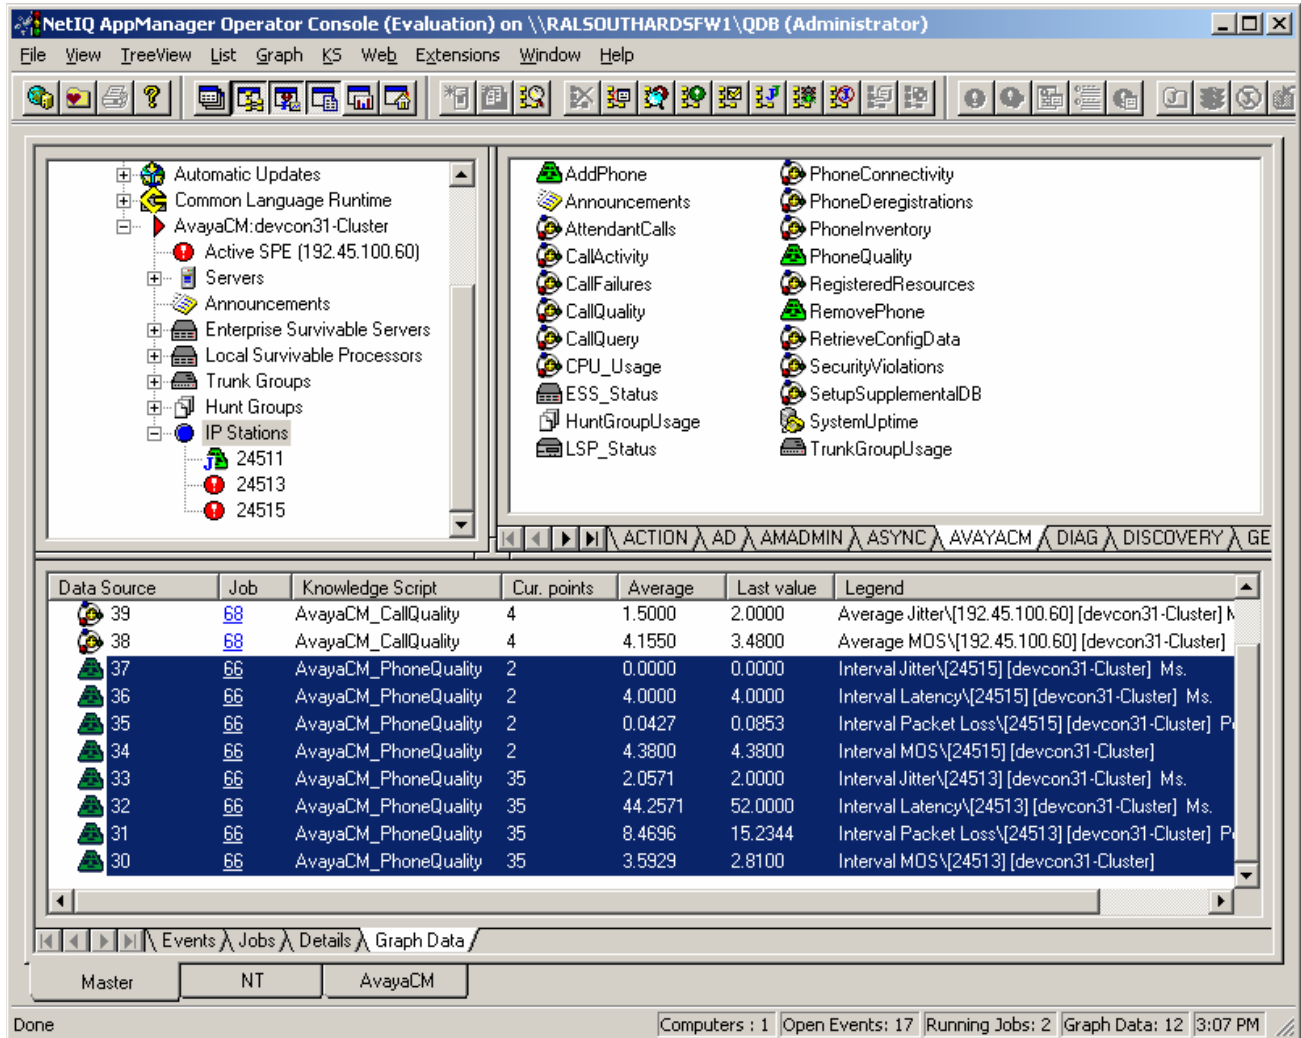 NetIQ AppManager Operator Console (Evaluation) on \\RALSOUTHARDSFW1\QDB (Administrator)
File View TreeView List Graph KS Web Extensions Window Help
Automatic Updates
Common Language Runtime
AvayaCM:devcon31-Cluster
Active SPE (192.45.100.60)
Servers
Announcements
Enterprise Survivable Servers
Local Survivable Processors
Trunk Groups
Hunt Groups
IP Stations
24511
24513
24515
AddPhone
Announcements
AttendantCalls
CallActivity
CallFailures
CallQuality
CallQuery
CPU_Usage
ESS_Status
HuntGroupUsage
LSP_Status
PhoneConnectivity
PhoneDeregistrations
PhoneInventory
PhoneQuality
RegisteredResources
RemovePhone
RetrieveConfigData
SecurityViolations
SetupSupplementalDB
SystemUptime
TrunkGroupUsage
ACTION AD AMADMIN ASYNC AVAYACM DIAG DISCOVERY GE
Data Source Job Knowledge Script Cur. points Average Last value Legend
39 68 AvayaCM_CallQuality 4 1.5000 2.0000 Average Jitter\[192.45.100.60] [devcon31-Cluster]
38 68 AvayaCM_CallQuality 4 4.1550 3.4800 Average MOS\[192.45.100.60] [devcon31-Cluster]
37 66 AvayaCM_PhoneQuality 2 0.0000 0.0000 Interval Jitter\[24515] [devcon31-Cluster] Ms.
36 66 AvayaCM_PhoneQuality 2 4.0000 4.0000 Interval Latency\[24515] [devcon31-Cluster] Ms.
35 66 AvayaCM_PhoneQuality 2 0.0427 0.0853 Interval Packet Loss\[24515] [devcon31-Cluster]
34 66 AvayaCM_PhoneQuality 2 4.3800 4.3800 Interval MOS\[24515] [devcon31-Cluster]
33 66 AvayaCM_PhoneQuality 35 2.0571 2.0000 Interval Jitter\[24513] [devcon31-Cluster] Ms.
32 66 AvayaCM_PhoneQuality 35 44.2571 52.0000 Interval Latency\[24513] [devcon31-Cluster] Ms.
31 66 AvayaCM_PhoneQuality 35 8.4696 15.2344 Interval Packet Loss\[24513] [devcon31-Cluster]
30 66 AvayaCM_PhoneQuality 35 3.5929 2.8100 Interval MOS\[24513] [devcon31-Cluster]
Events Jobs Details Graph Data
Master NT AvayaCM
Done Computers : 1 Open Events: 17 Running Jobs: 2 Graph Data: 12 3:07 PM